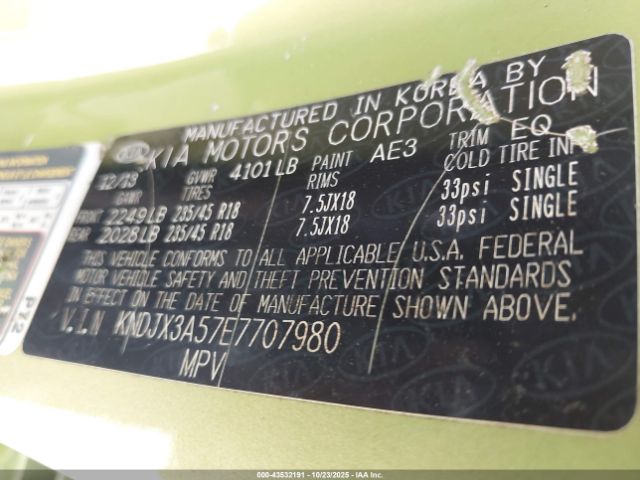 MANUFACTURED IN KOREA BY
KIA KIA MOTORS CORPORATION
12/13 GVWR 4101LB PAINT AE3 TRIM EQ
GAWR TIRES RIMS COLD TIRE INF
FRONT 2249LB 235/45 R18 7.5JX18 33psi SINGLE
REAR 2028LB 235/45 R18 7.5JX18 33psi SINGLE
THIS VEHICLE CONFORMS TO ALL APPLICABLE U.S.A. FEDERAL
MOTOR VEHICLE SAFETY AND THEFT PREVENTION STANDARDS
IN EFFECT ON THE DATE OF MANUFACTURE SHOWN ABOVE.
V.I.N KNDJX3A57E7707980
MPV
P72
000-43532191 - 10/23/2025 - IAA Inc.